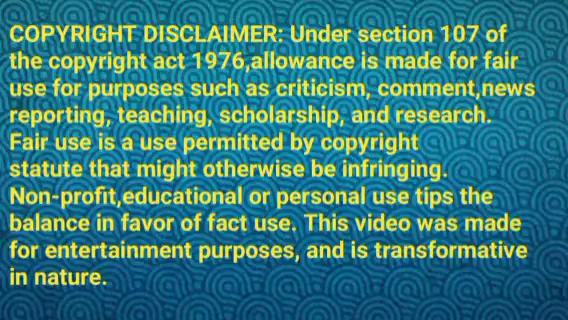 COPYRIGHT DISCLAIMER: Under section 107 of
the copyright act 1976,allowance is made for fair
use for purposes such as criticism, comment,news
reporting, teaching, scholarship, and research.
Fair use is a use permitted by copyright
statute that might otherwise be infringing.
Non-profit,educational or personal use tips the
balance in favor of fact use. This video was made
for entertainment purposes, and is transformative
in nature.